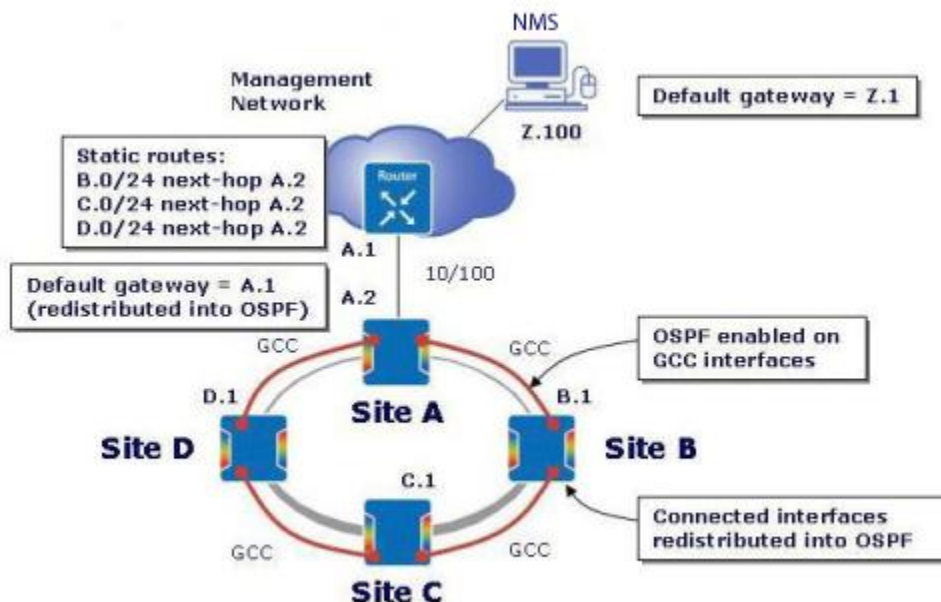 NMS
Management
Network
Default gateway = Z.1
Z.100
Static routes:
B.0/24 next-hop A.2
C.0/24 next-hop A.2
D.0/24 next-hop A.2
Router
A.1
10/100
Default gateway = A.1
(redistributed into OSPF)
A.2
GCC
GCC
OSPF enabled on
GCC interfaces
D.1
B.1
Site A
Site D
Site B
C.1
GCC
GCC
Connected interfaces
redistributed into OSPF
Site C